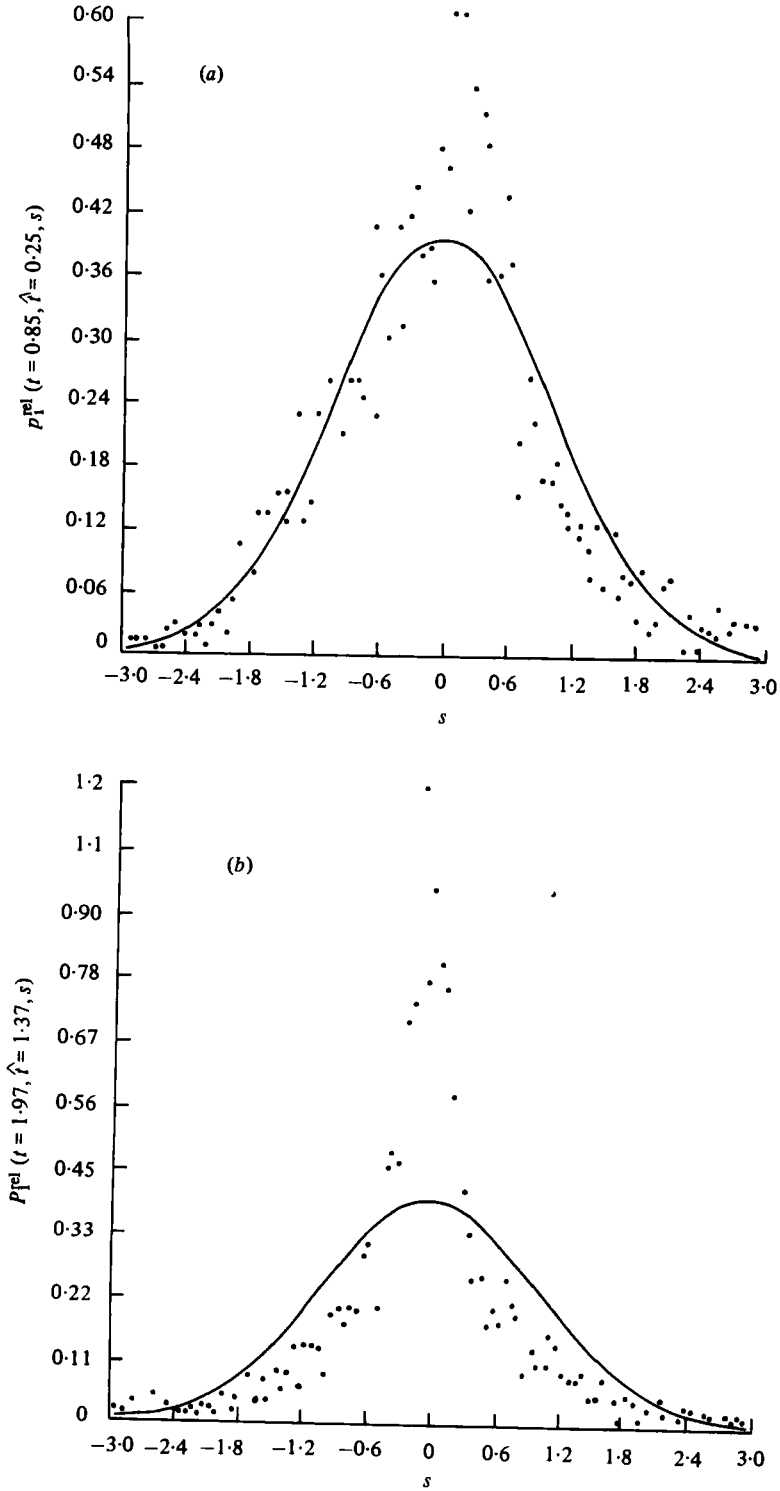 0·60
0·54
(a)
0·48
0·42
0·36
0·30
0·24
0·18
0·12
0·06
0
p₁^rel (t = 0·85, t̂ = 0·25, s)
−3·0 −2·4 −1·8 −1·2 −0·6 0 0·6 1·2 1·8 2·4 3·0
s
1·2
1·1
(b)
0·90
0·78
0·67
0·56
0·45
0·33
0·22
0·11
0
p₁^rel (t = 1·97, t̂ = 1·37, s)
−3·0 −2·4 −1·8 −1·2 −0·6 0 0·6 1·2 1·8 2·4 3·0
s